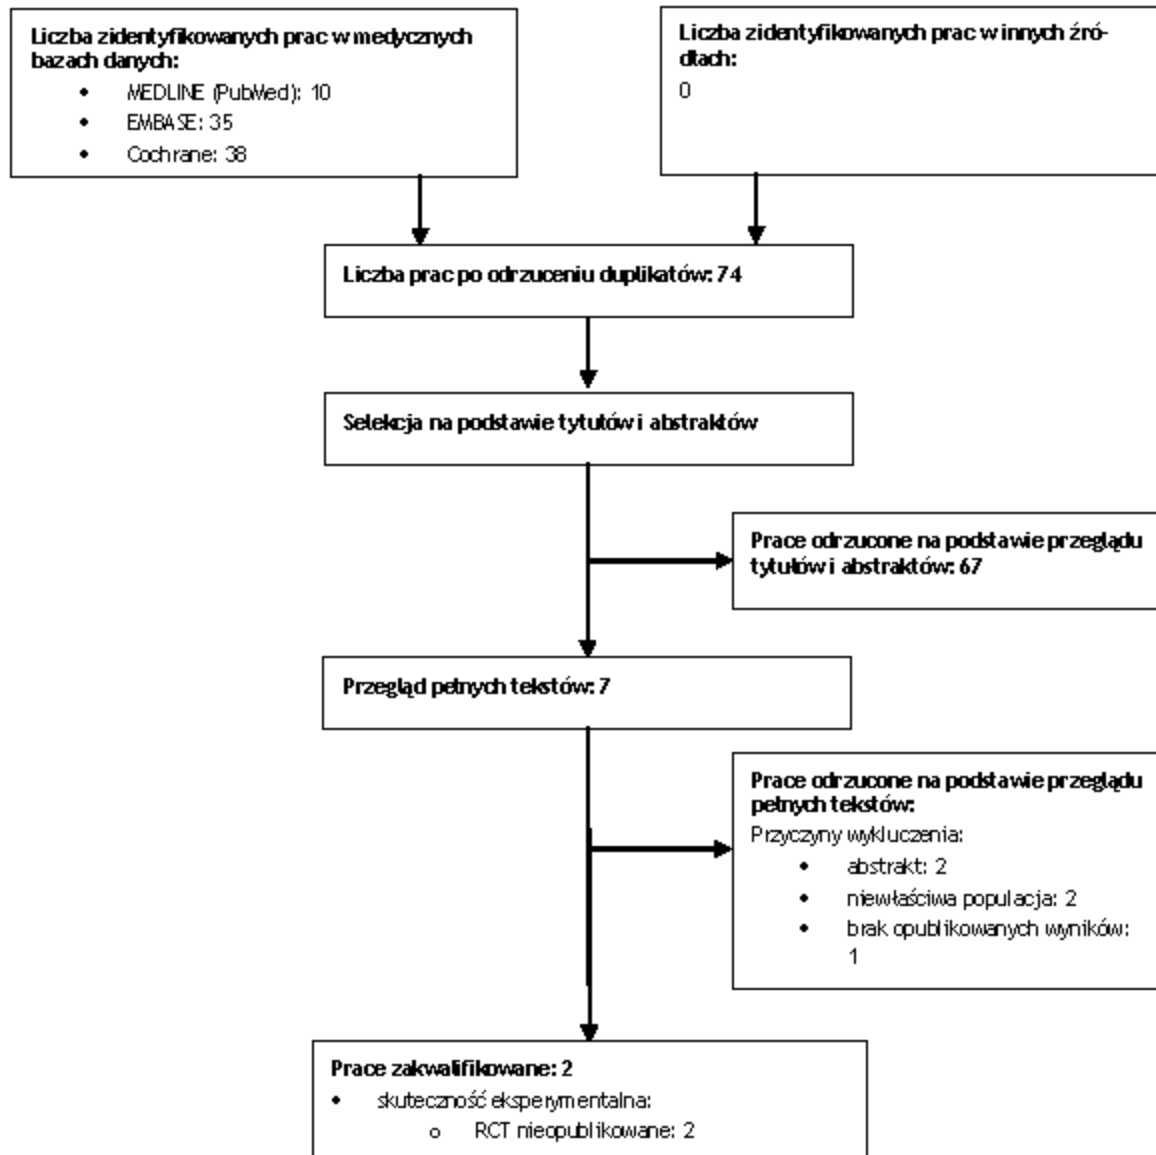 Liczba zidentyfikowanych prac w medycznych
bazach danych:
• MEDLINE (PubMed): 10
• EMBASE: 35
• Cochrane: 38
Liczba zidentyfikowanych prac w innych źró-
dłach:
0
Liczba prac po odrzuceniu duplikatów: 74
Selekcja na podstawie tytułów i abstraktów
Prace odrzucone na podstawie przeglądu
tytułów i abstraktów: 67
Przegląd pełnych tekstów: 7
Prace odrzucone na podstawie przeglądu
pełnych tekstów:
Przyczyny wykluczenia:
• abstrakt: 2
• niewłaściwa populacja: 2
• brak opublikowanych wyników:
1
Prace zakwalifikowane: 2
• skuteczność eksperymentalna:
o RCT nieopublikowane: 2